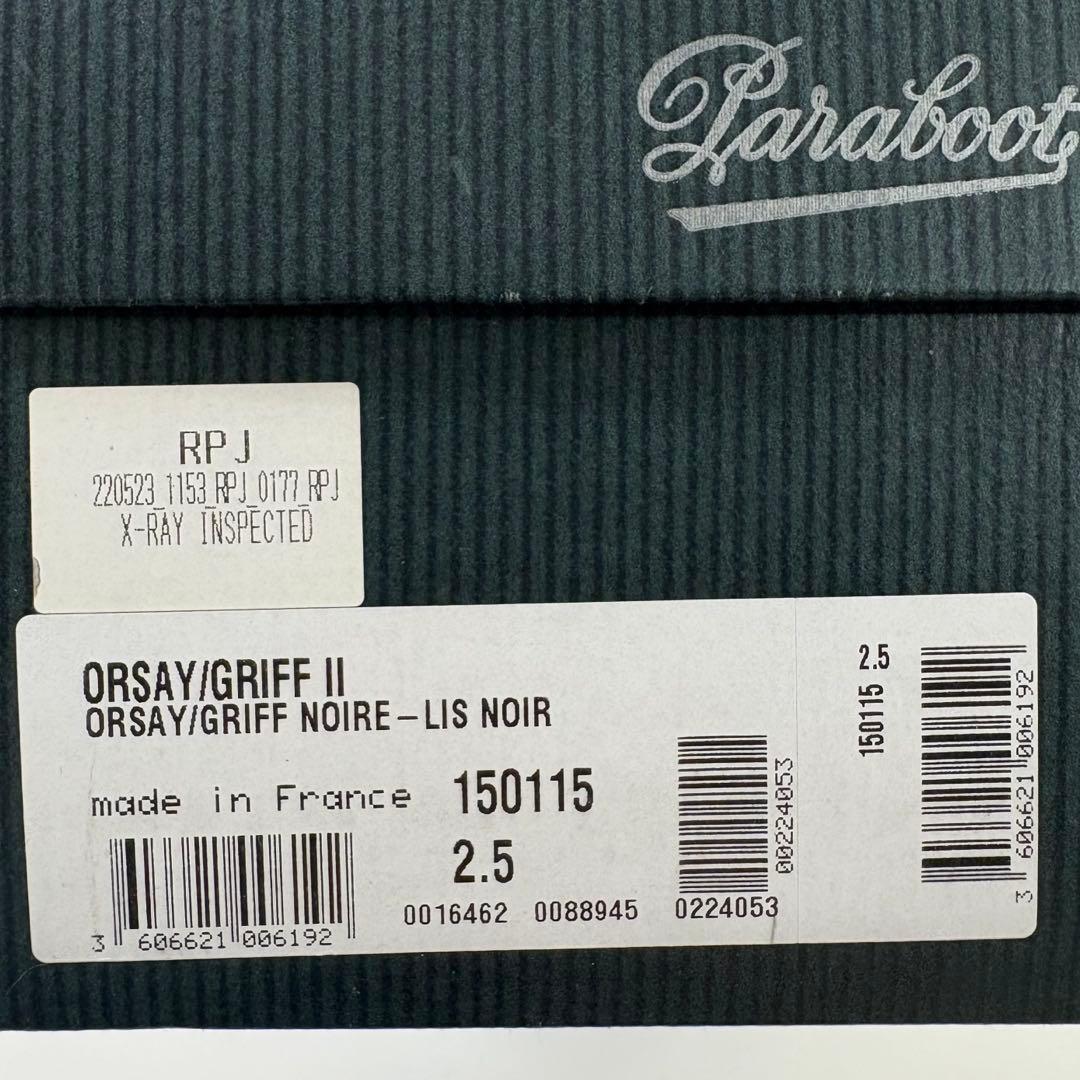 Paraboot
RPJ
220523_1153_RPJ_0177_RPJ
X-RAY INSPECTED
ORSAY/GRIFF II
ORSAY/GRIFF NOIRE – LIS NOIR
made in France
150115
2.5
3 606621 006192
0016462 0088945 0224053
00224053
2.5
150115
3 606621 006192